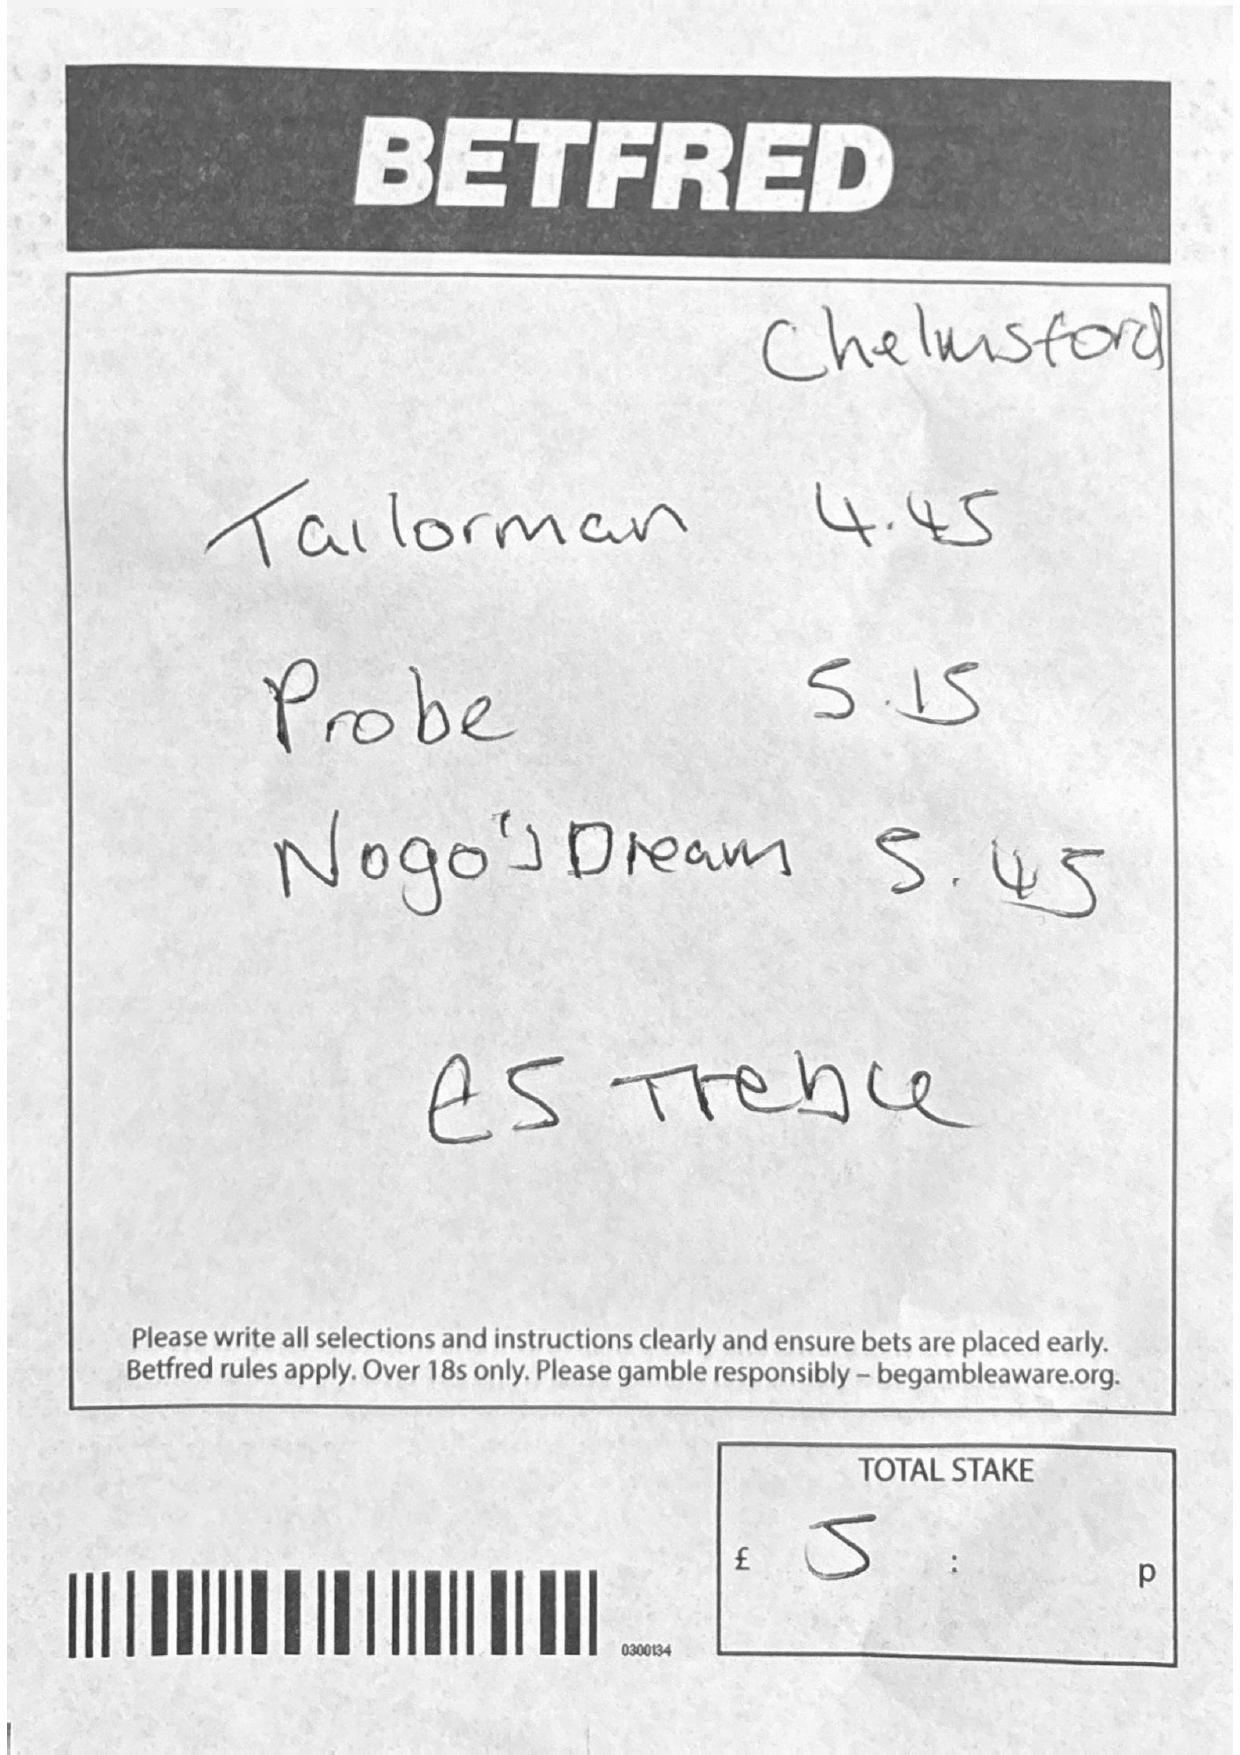 BETFRED
Chelmsford
Tailorman 4.45
Probe 5.15
Nogo's Dream 5.45
£5 Treble
Please write all selections and instructions clearly and ensure bets are placed early.
Betfred rules apply. Over 18s only. Please gamble responsibly – begambleaware.org.
TOTAL STAKE
£ 5 : p
0300134